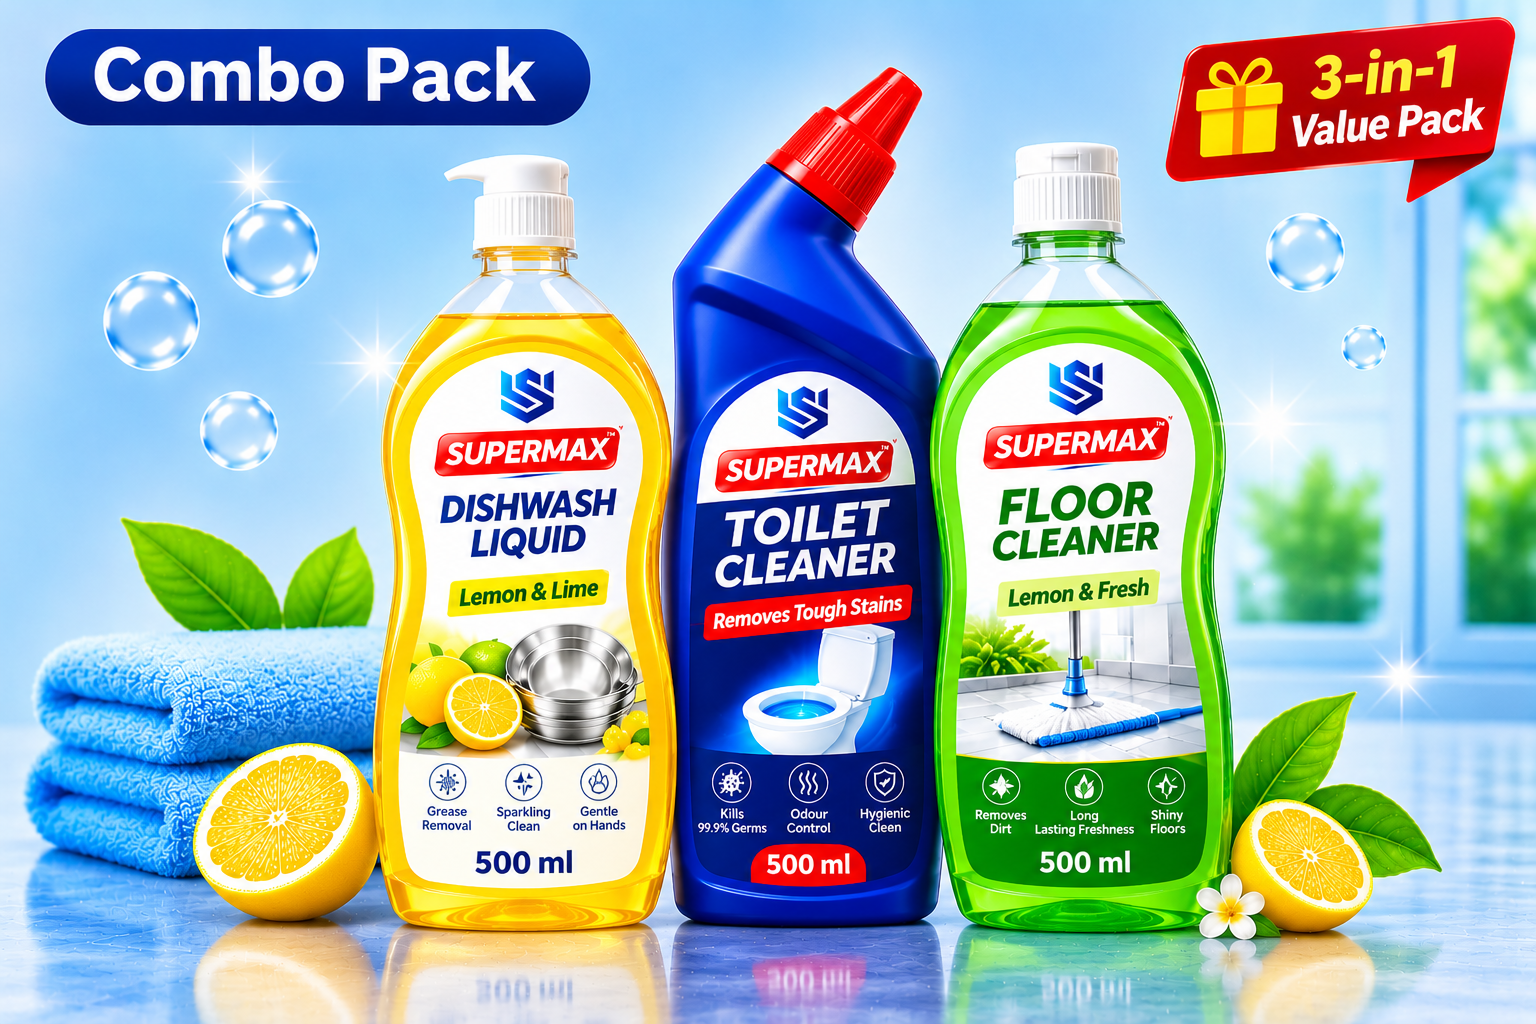 Combo Pack
3-in-1
Value Pack
SUPERMAX™
DISHWASH
LIQUID
Lemon & Lime
Grease
Removal
Sparkling
Clean
Gentle
on Hands
500 ml
SUPERMAX™
TOILET
CLEANER
Removes Tough Stains
Kills
99.9% Germs
Odour
Control
Hygienic
Cleen
500 ml
SUPERMAX™
FLOOR
CLEANER
Lemon & Fresh
Removes
Dirt
Long
Lasting Freshness
Shiny
Floors
500 ml